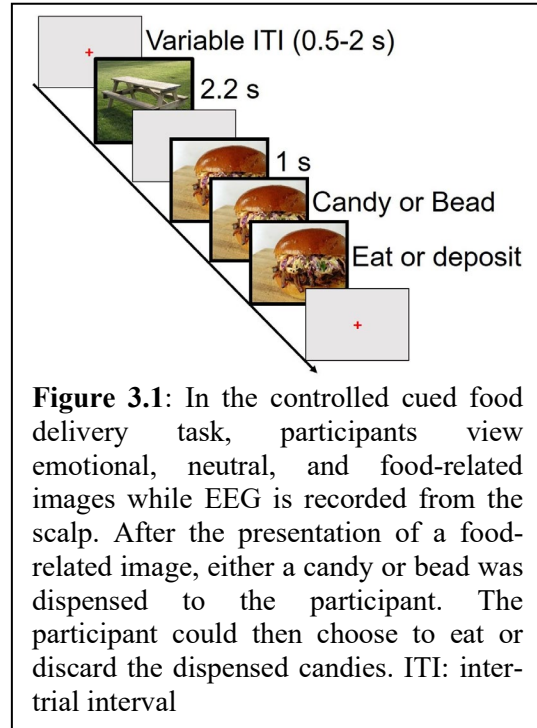 Variable ITI (0.5-2 s)
2.2 s
1 s
Candy or Bead
Eat or deposit
Figure 3.1: In the controlled cued food
delivery task, participants view
emotional, neutral, and food-related
images while EEG is recorded from the
scalp. After the presentation of a food-
related image, either a candy or bead was
dispensed to the participant. The
participant could then choose to eat or
discard the dispensed candies. ITI: inter-
trial interval